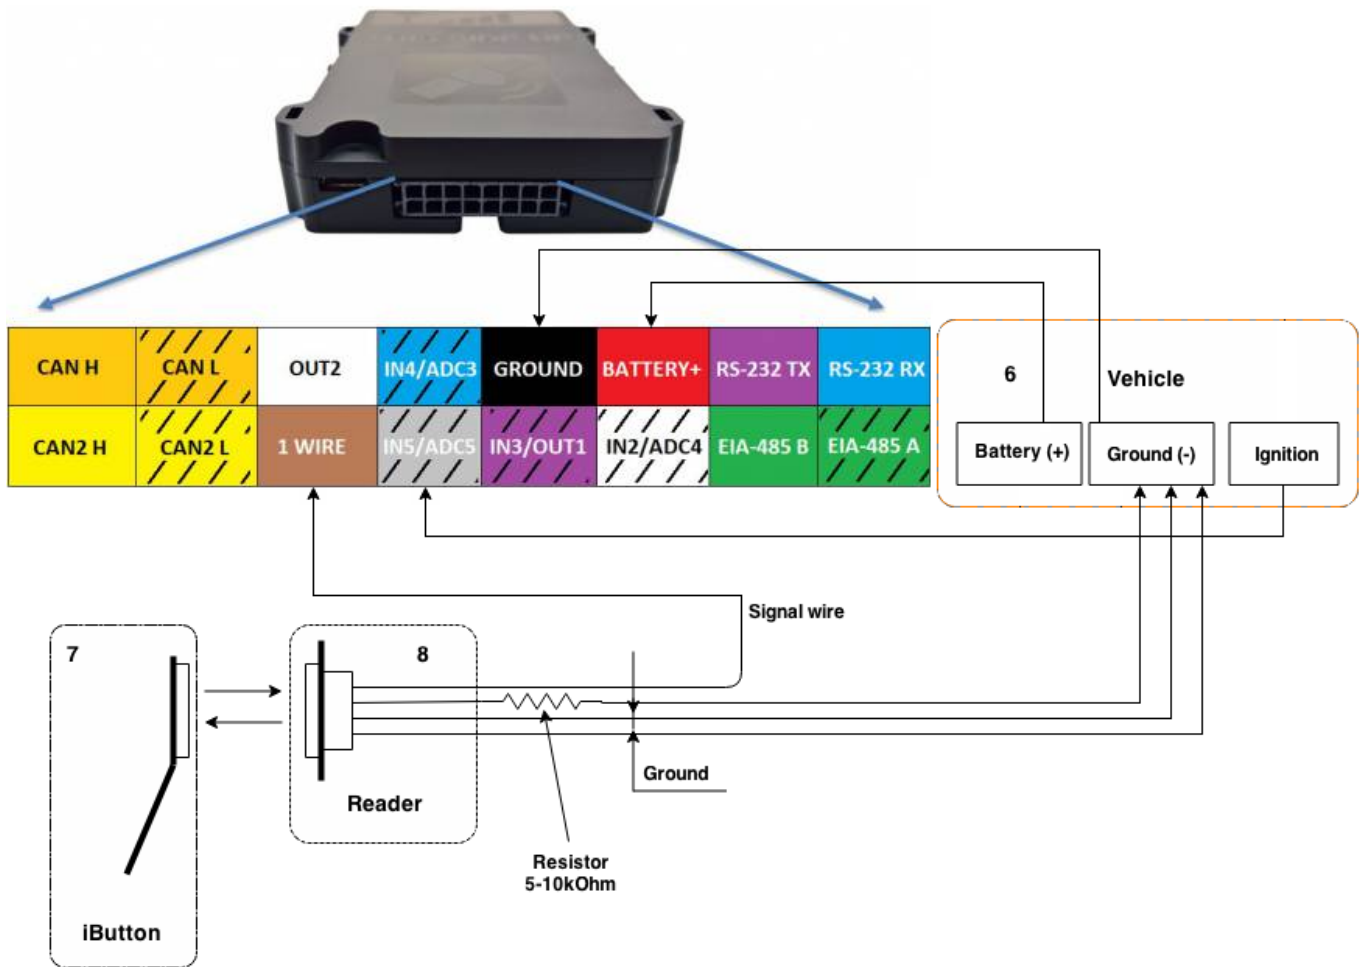 CAN H
CAN L
OUT2
IN4/ADC3
GROUND
BATTERY+
RS-232 TX
RS-232 RX
CAN2 H
CAN2 L
1 WIRE
IN5/ADC5
IN3/OUT1
IN2/ADC4
EIA-485 B
EIA-485 A
6
Vehicle
Battery (+)
Ground (-)
Ignition
Signal wire
7
8
Ground
Reader
Resistor
5-10kOhm
iButton